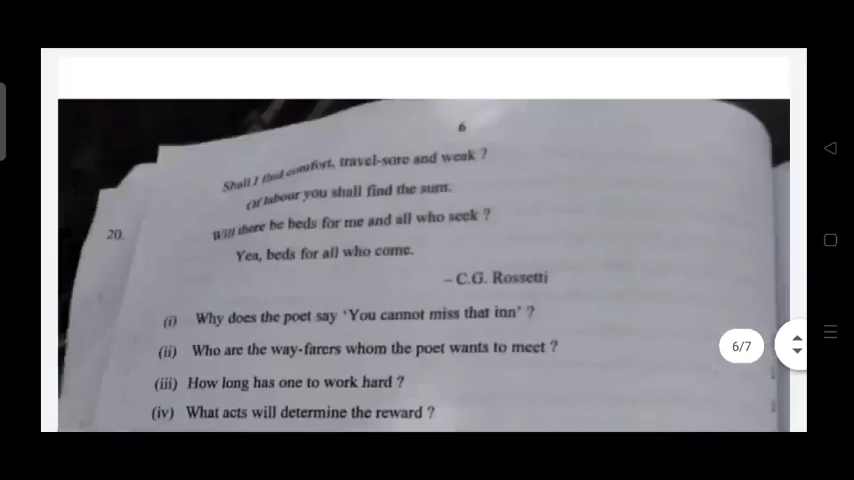 6
Shall I find comfort, travel-sore and weak ?
Of labour you shall find the sum.
20.
Will there be beds for me and all who seek ?
Yea, beds for all who come.
– C.G. Rossetti
(i) Why does the poet say ‘You cannot miss that inn’ ?
(ii) Who are the way-farers whom the poet wants to meet ?
6/7
(iii) How long has one to work hard ?
(iv) What acts will determine the reward ?